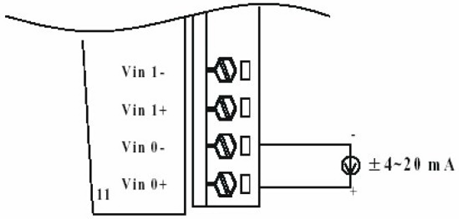 Vin 1-
Vin 1+
Vin 0-
-
±4~20 mA
Vin 0+
+
11